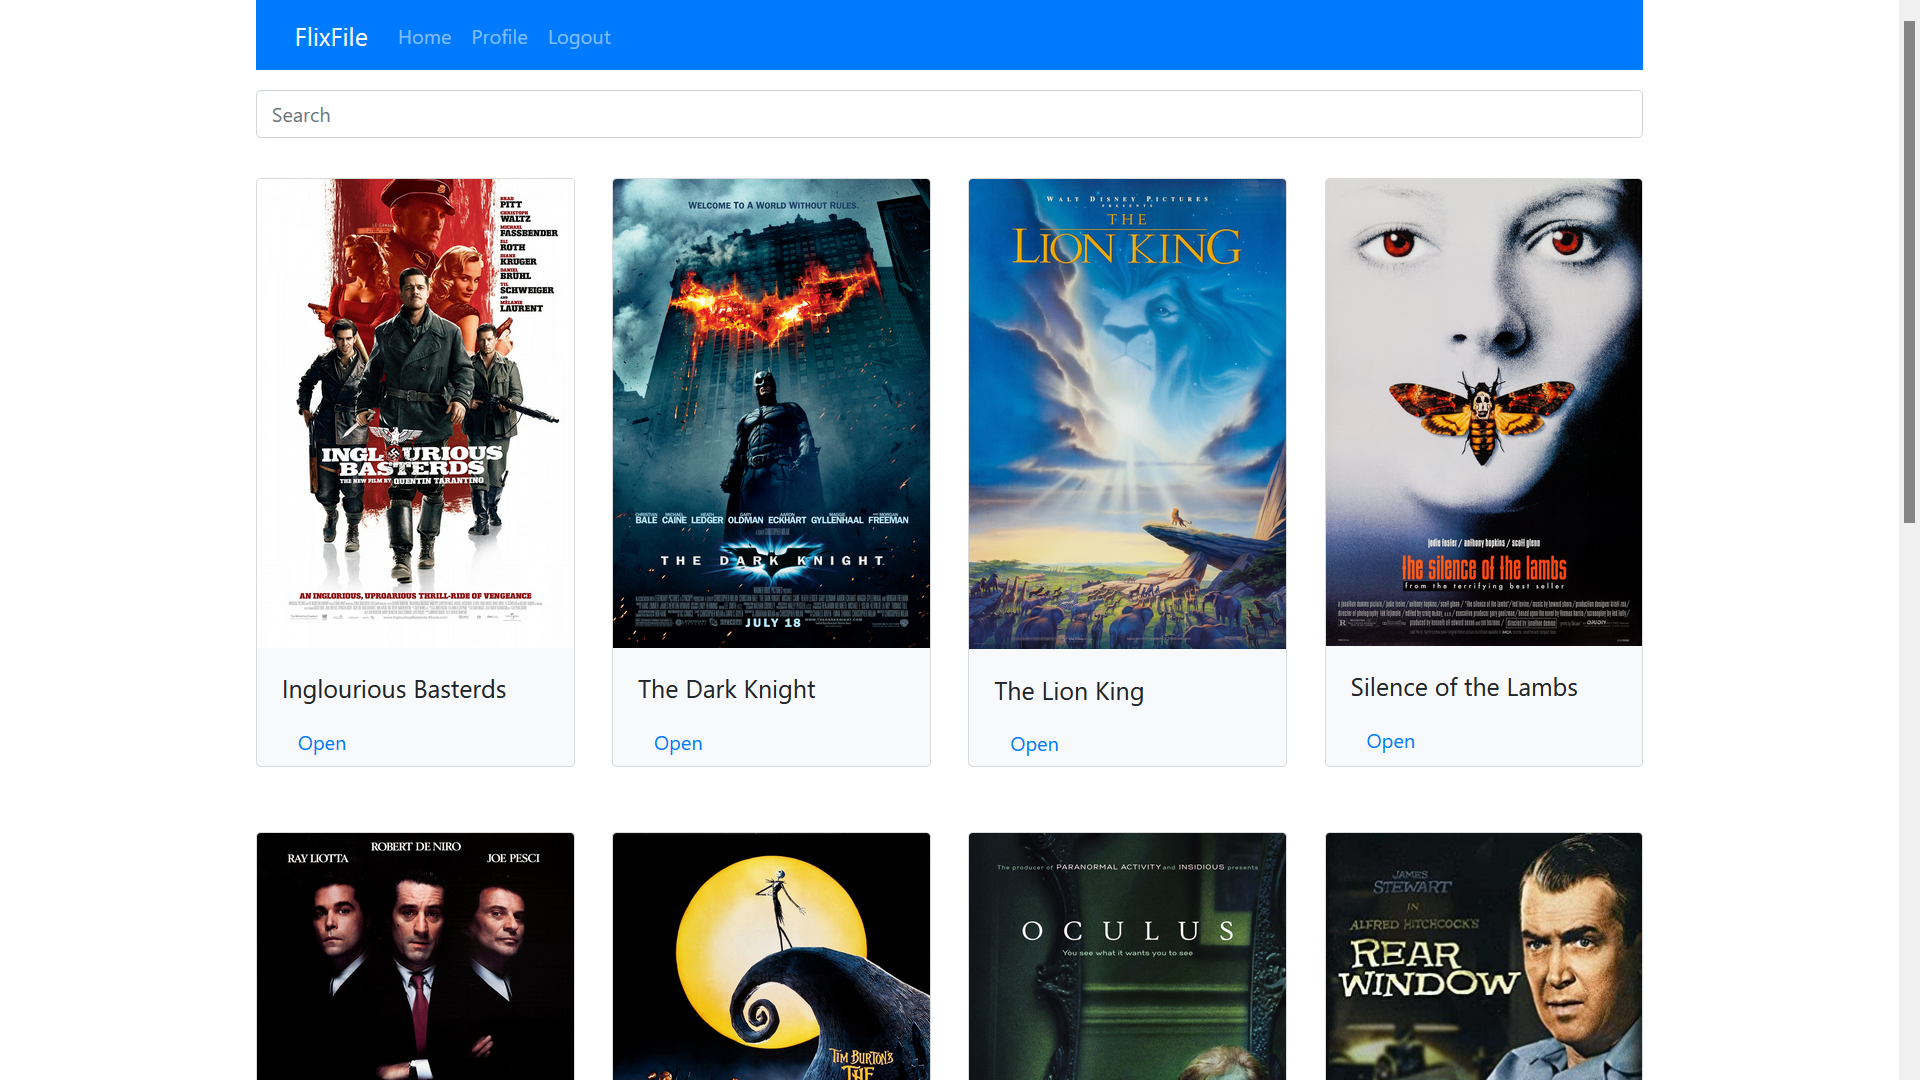 FlixFile Home Profile Logout
Search
BRAD
PITT
CHRISTOPH
WALTZ
MICHAEL
FASSBENDER
ELI
ROTH
DIANE
KRUGER
DANIEL
BRÜHL
TIL
SCHWEIGER
AND
MÉLANIE
LAURENT
INGLOURIOUS
BASTERDS
THE NEW FILM BY QUENTIN TARANTINO
AN INGLORIOUS, UPROARIOUS THRILL-RIDE OF VENGEANCE
Inglourious Basterds
Open
WELCOME TO A WORLD WITHOUT RULES.
CHRISTIAN MICHAEL HEATH GARY AARON MAGGIE AND MORGAN
BALE CAINE LEDGER OLDMAN ECKHART GYLLENHAAL FREEMAN
THE DARK KNIGHT
JULY 18 WWW.THEDARKKNIGHT.COM
The Dark Knight
Open
WALT DISNEY PICTURES
PRESENTS
THE
LION KING
The Lion King
Open
jodie foster / anthony hopkins / scott glenn
the silence of the lambs
from the terrifying best seller
Silence of the Lambs
Open
RAY LIOTTA ROBERT DE NIRO JOE PESCI
TIM BURTON'S
THE
The producer of PARANORMAL ACTIVITY and INSIDIOUS presents
OCULUS
You see what it wants you to see
JAMES
STEWART
IN
ALFRED HITCHCOCK'S
REAR
WINDOW